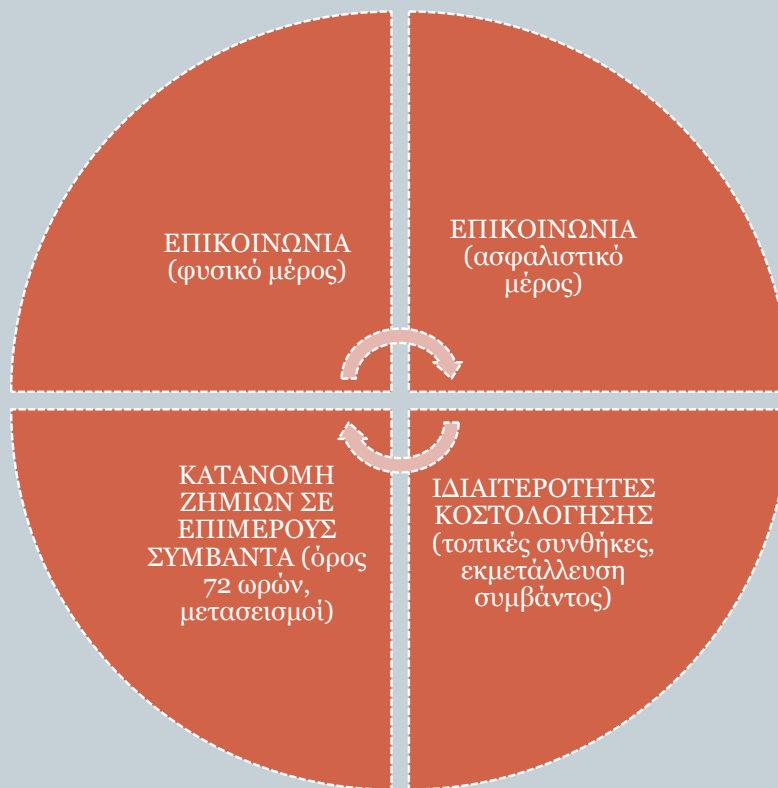 ΕΠΙΚΟΙΝΩΝΙΑ
(φυσικό μέρος)
ΕΠΙΚΟΙΝΩΝΙΑ
(ασφαλιστικό
μέρος)
ΚΑΤΑΝΟΜΗ
ΖΗΜΙΩΝ ΣΕ
ΕΠΙΜΕΡΟΥΣ
ΣΥΜΒΑΝΤΑ (όρος
72 ωρών,
μετασεισμοί)
ΙΔΙΑΙΤΕΡΟΤΗΤΕΣ
ΚΟΣΤΟΛΟΓΗΣΗΣ
(τοπικές συνθήκες,
εκμετάλλευση
συμβάντος)